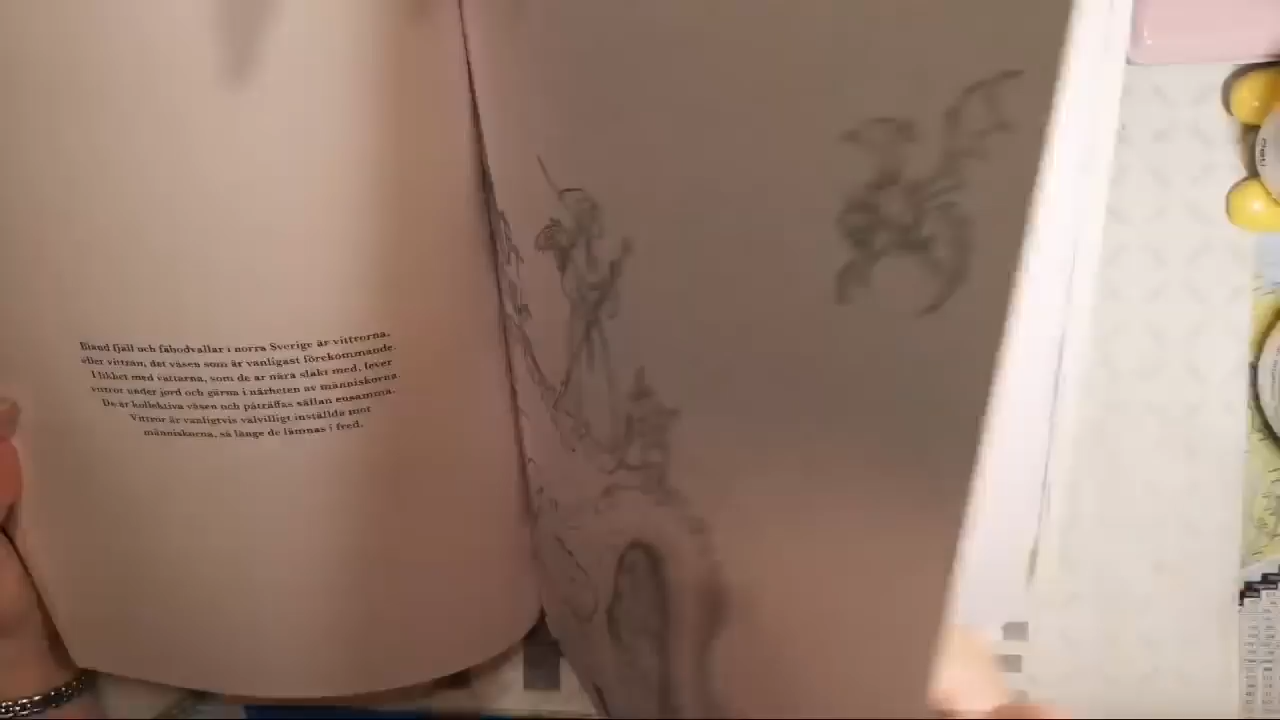 Bland fjäll och fäbodvallar i norra Sverige är vittrorna,
eller vittran, det väsen som är vanligast förekommande.
I likhet med vättarna, som de är nära släkt med, lever
vittror under jord och gärna i närheten av människorna.
De är kollektiva väsen och påträffas sällan ensamma.
Vittror är vanligtvis välvilligt inställda mot
människorna, så länge de lämnas i fred.